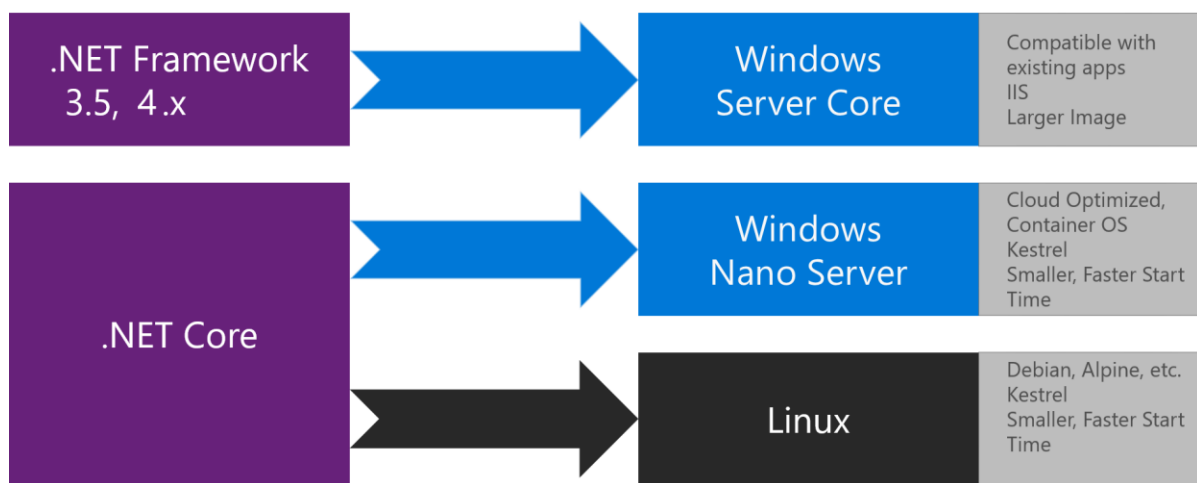 .NET Framework
3.5, 4.x
Windows
Server Core
Compatible with
existing apps
IIS
Larger Image
.NET Core
Windows
Nano Server
Cloud Optimized,
Container OS
Kestrel
Smaller, Faster Start
Time
Linux
Debian, Alpine, etc.
Kestrel
Smaller, Faster Start
Time